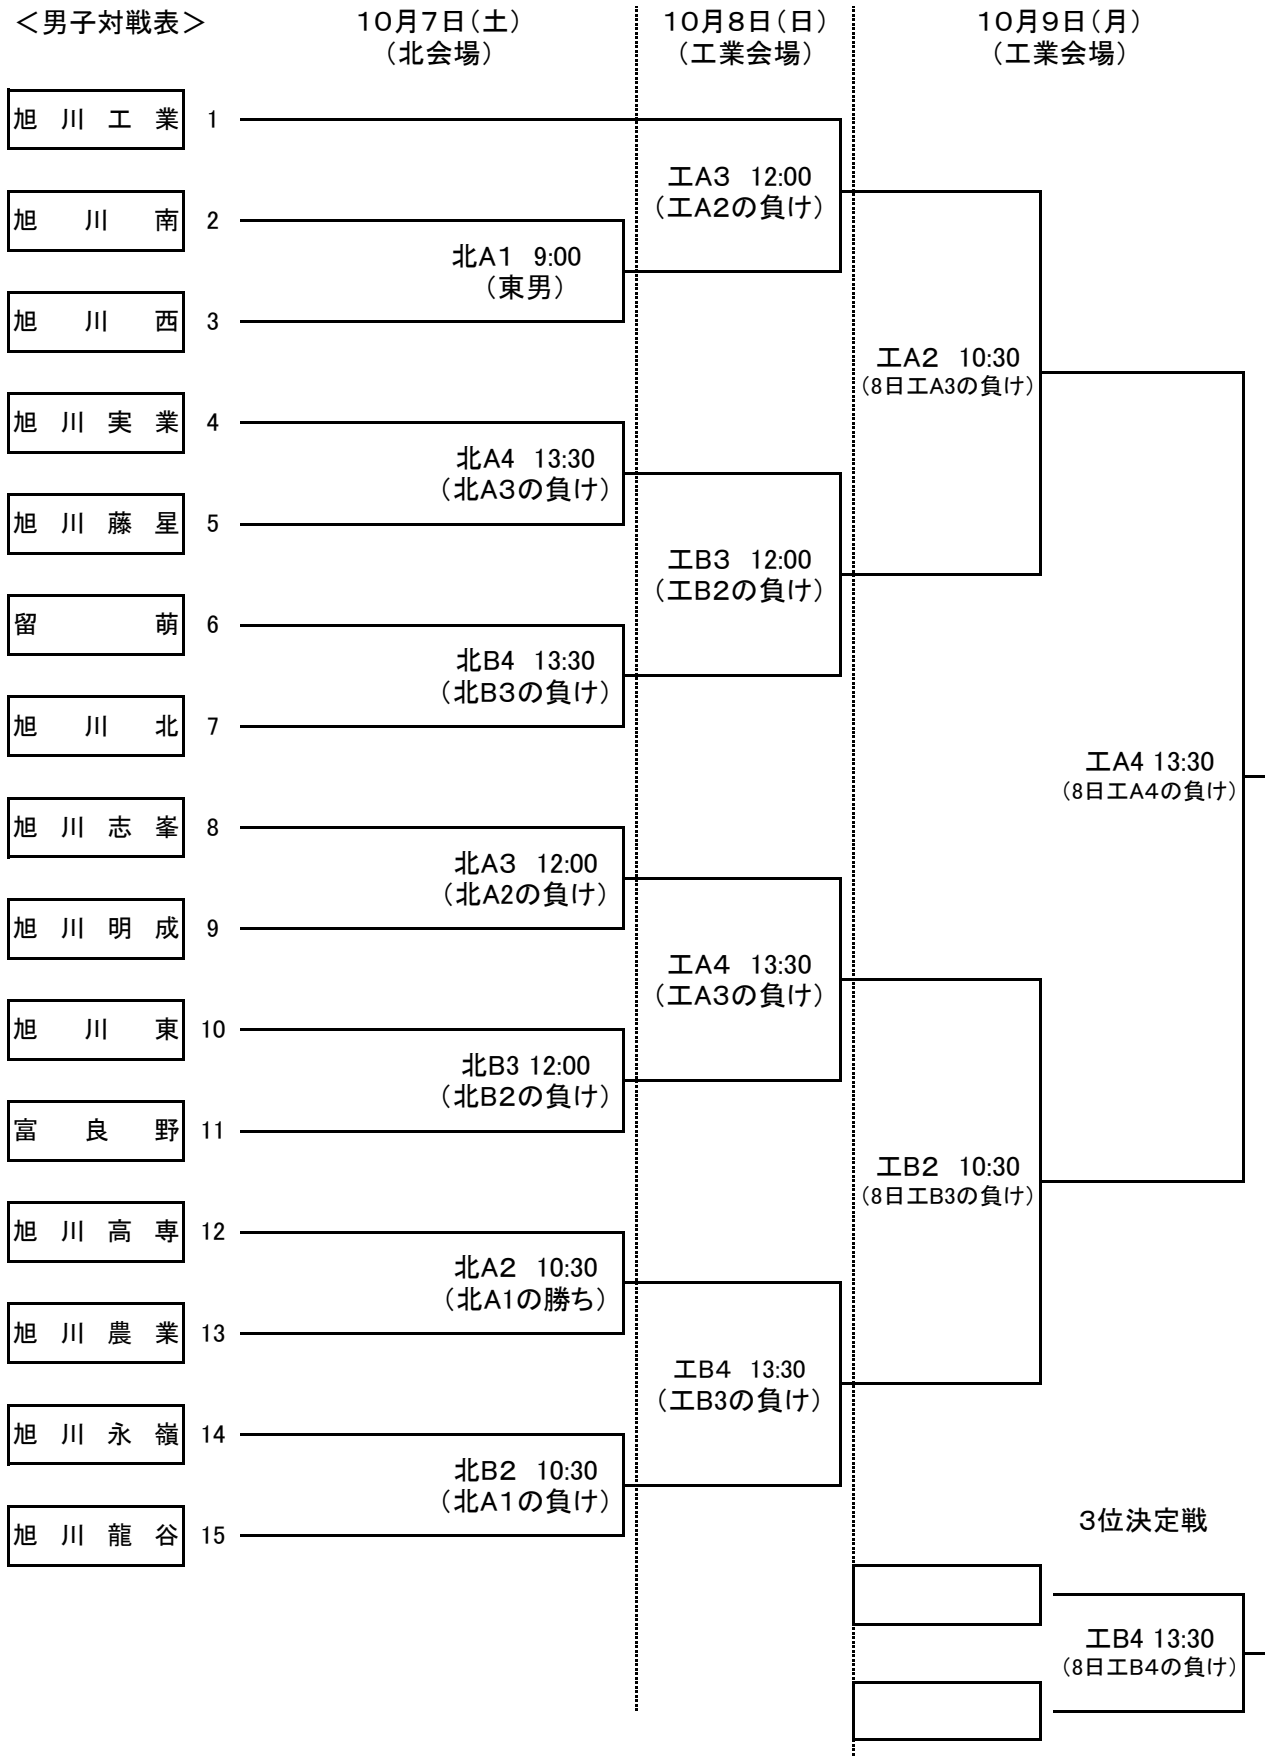 ＜男子対戦表＞
10月7日（土）
（北会場）
10月8日（日）
（工業会場）
10月9日（月）
（工業会場）
旭川工業 1
旭川南 2
旭川西 3
旭川実業 4
旭川藤星 5
留萌 6
旭川北 7
旭川志峯 8
旭川明成 9
旭川東 10
富良野 11
旭川高専 12
旭川農業 13
旭川永嶺 14
旭川龍谷 15
北A1 9:00
（東男）
北A4 13:30
（北A3の負け）
北B4 13:30
（北B3の負け）
北A3 12:00
（北A2の負け）
北B3 12:00
（北B2の負け）
北A2 10:30
（北A1の勝ち）
北B2 10:30
（北A1の負け）
工A3 12:00
（工A2の負け）
工B3 12:00
（工B2の負け）
工A4 13:30
（工A3の負け）
工B4 13:30
（工B3の負け）
工A2 10:30
（8日工A3の負け）
工B2 10:30
（8日工B3の負け）
工A4 13:30
（8日工A4の負け）
3位決定戦
工B4 13:30
（8日工B4の負け）